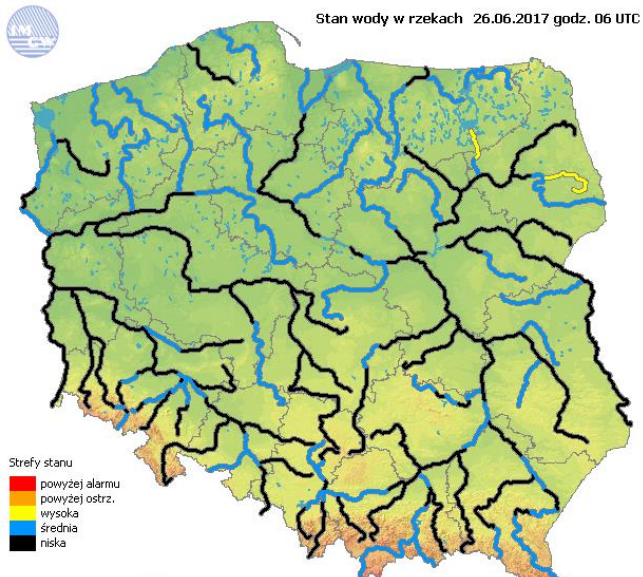 Stan wody w rzekach 26.06.2017 godz. 06 UTC
Strefy stanu
powyżej alarmu
powyżej ostrz.
wysoka
średnia
niska